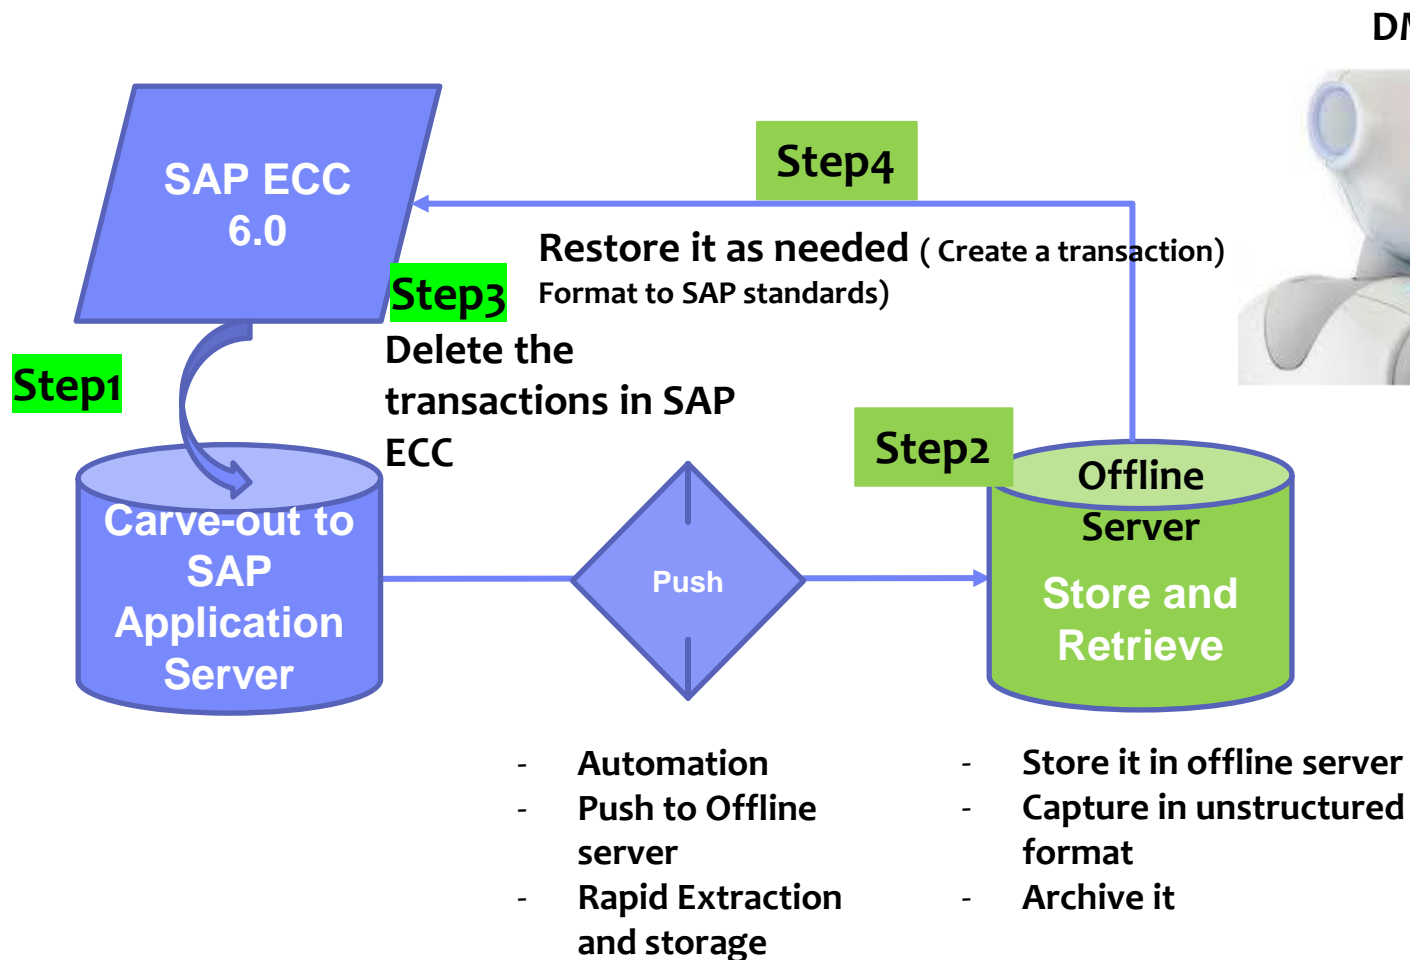 DM
SAP ECC
6.0
Step4
Restore it as needed ( Create a transaction)
Format to SAP standards)
Step3
Delete the
transactions in SAP
ECC
Step1
Carve-out to
SAP
Application
Server
Push
Step2
Offline
Server
Store and
Retrieve
- Automation
- Push to Offline
server
- Rapid Extraction
and storage
- Store it in offline server
- Capture in unstructured
format
- Archive it